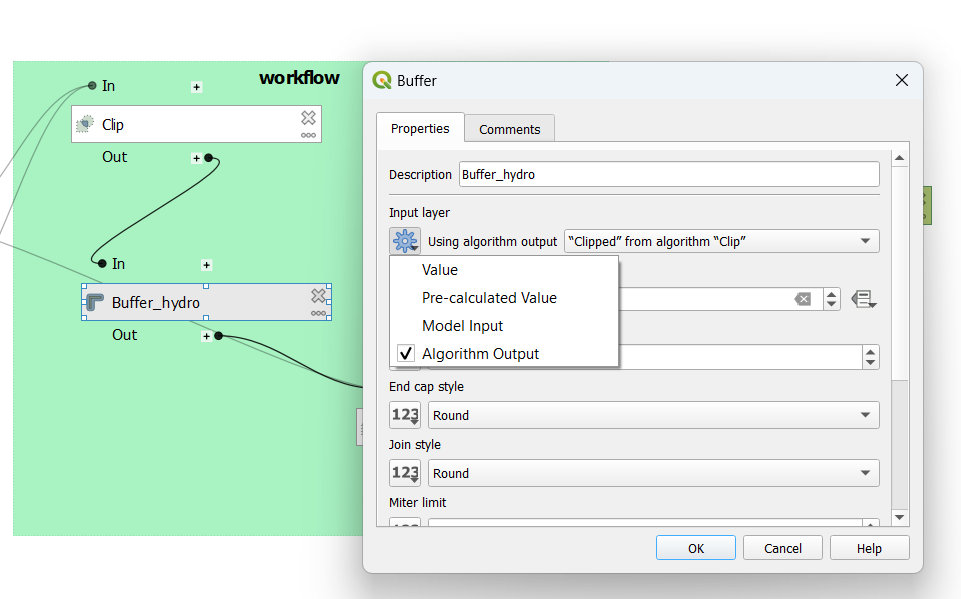 workflow
In
Clip
Out
In
Buffer_hydro
Out
Buffer
Properties
Comments
Description
Buffer_hydro
Input layer
Using algorithm output
“Clipped” from algorithm “Clip”
Value
Pre-calculated Value
Model Input
Algorithm Output
End cap style
123
Round
Join style
123
Round
Miter limit
OK
Cancel
Help